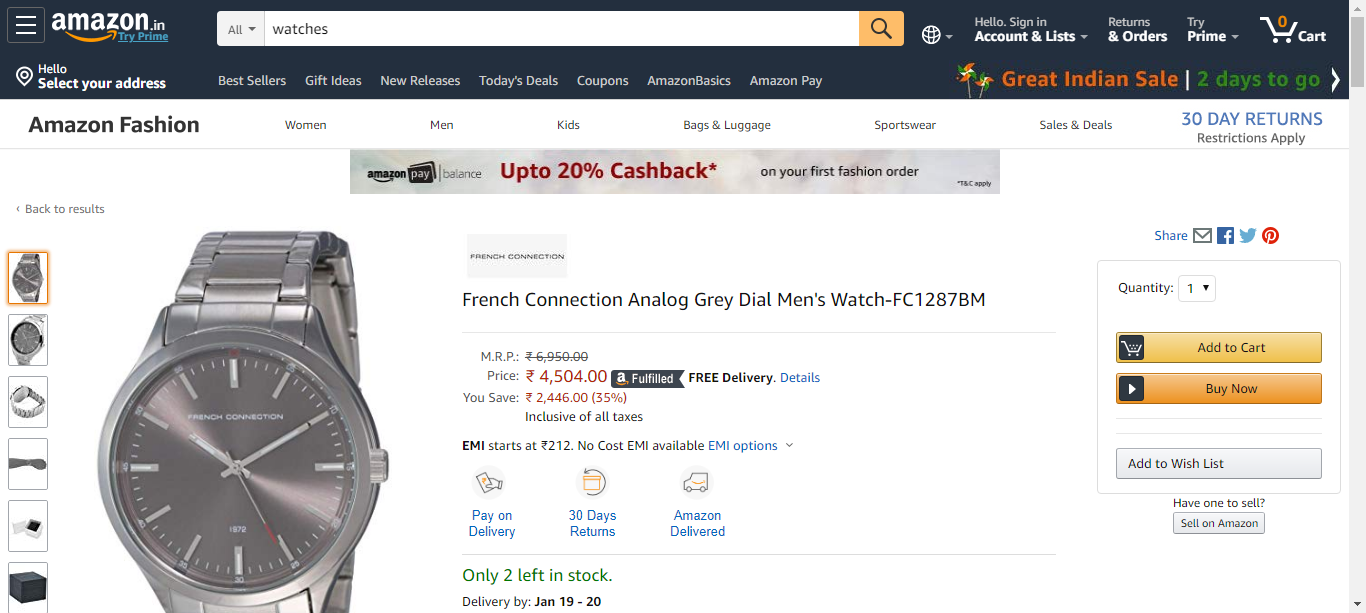 amazon.in
Try Prime
All
watches
Hello. Sign in
Account & Lists
Returns
& Orders
Try
Prime
0
Cart
Hello
Select your address
Best Sellers
Gift Ideas
New Releases
Today's Deals
Coupons
AmazonBasics
Amazon Pay
Great Indian Sale | 2 days to go
Amazon Fashion
Women
Men
Kids
Bags & Luggage
Sportswear
Sales & Deals
30 DAY RETURNS
Restrictions Apply
amazon pay | balance
Upto 20% Cashback*
on your first fashion order
*T&C apply
‹ Back to results
Share
FRENCH CONNECTION
French Connection Analog Grey Dial Men's Watch-FC1287BM
M.R.P.: ₹ 6,950.00
Price: ₹ 4,504.00 a Fulfilled FREE Delivery. Details
You Save: ₹ 2,446.00 (35%)
Inclusive of all taxes
EMI starts at ₹212. No Cost EMI available EMI options
Pay on
Delivery
30 Days
Returns
Amazon
Delivered
Only 2 left in stock.
Delivery by: Jan 19 - 20
Quantity: 1
Add to Cart
Buy Now
Add to Wish List
Have one to sell?
Sell on Amazon
FRENCH CONNECTION
1972
30